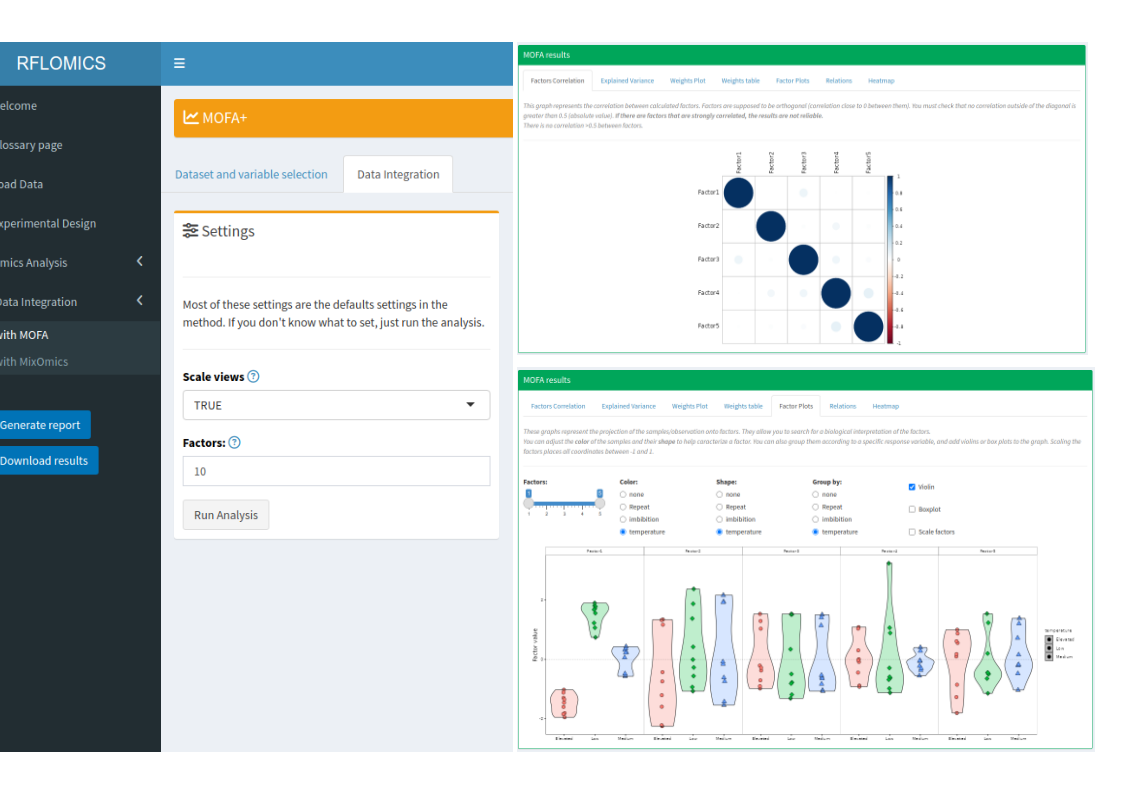 RFLOMICS
elcome
lossary page
oad Data
xperimental Design
mics Analysis
Data Integration
with MOFA
with MixOmics
Generate report
Download results
MOFA+
Dataset and variable selection
Data Integration
Settings
Most of these settings are the defaults settings in the
method. If you don't know what to set, just run the analysis.
Scale views
TRUE
Factors:
10
Run Analysis
MOFA results
Factors Correlation Explained Variance Weights Plot Weights table Factor Plots Relations Heatmap
This graph represents the correlation between calculated factors. Factors are supposed to be orthogonal (correlation close to 0 between them). You must check that no correlation outside of the diagonal is
greater than 0.5 (absolute value). If there are factors that are strongly correlated, the results are not reliable.
There is no correlation >0.5 between factors.
Factor1 Factor2 Factor3 Factor4 Factor5
Factor1
Factor2
Factor3
Factor4
Factor5
1
0.8
0.6
0.4
0.2
0
-0.2
-0.4
-0.6
-0.8
-1
MOFA results
Factors Correlation Explained Variance Weights Plot Weights table Factor Plots Relations Heatmap
These graphs represent the projection of the samples/observation onto factors. They allow you to search for a biological interpretation of the factors.
You can adjust the color of the samples and their shape to help caracterize a factor. You can also group them according to a specific response variable, and add violins or box plots to the graph. Scaling the
factors places all coordinates between -1 and 1.
Factors: Color: Shape: Group by:
1 5
1 2 3 4 5
none none none
Repeat Repeat Repeat
imbibition imbibition imbibition
temperature temperature temperature
Violin
Boxplot
Scale factors
Factor1 Factor2 Factor3 Factor4 Factor5
Factor value
2
0
-2
Elevated Low Medium Elevated Low Medium Elevated Low Medium Elevated Low Medium Elevated Low Medium
temperature
Elevated
Low
Medium